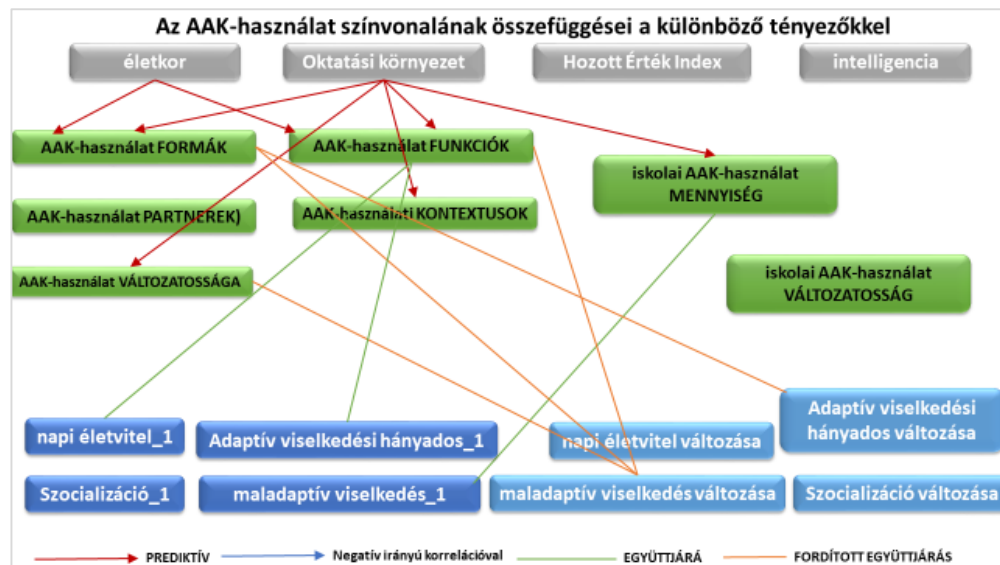 Az AAK-használat színvonalának összefüggései a különböző tényezőkkel
életkor
Oktatási környezet
Hozott Érték Index
intelligencia
AAK-használat FORMÁK
AAK-használat FUNKCIÓK
iskolai AAK-használat
MENNYISÉG
AAK-használat PARTNEREK)
AAK-használati KONTEXTUSOK
AAK-használat VÁLTOZATOSSÁGA
iskolai AAK-használat
VÁLTOZATOSSÁG
napi életvitel_1
Adaptív viselkedési hányados_1
napi életvitel változása
Adaptív viselkedési
hányados változása
Szocializáció_1
maladaptív viselkedés_1
maladaptív viselkedés változása
Szocializáció változása
PREDIKTÍV
Negatív irányú korrelációval
EGYÜTTJÁRÁ
FORDÍTOTT EGYÜTTJÁRÁS